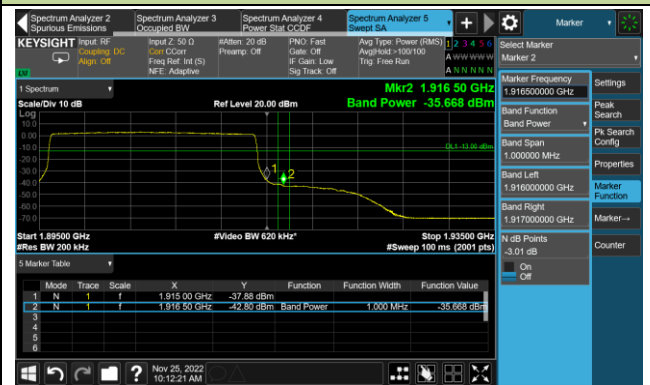 Spectrum Analyzer 2
Spurious Emissions
Spectrum Analyzer 3
Occupied BW
Spectrum Analyzer 4
Power Stat CCDF
Spectrum Analyzer 5
Swept SA
Marker
KEYSIGHT
Input: RF
Coupling: DC
Align: Off
Input Z: 50 Ω
Corr CCorr
Freq Ref: Int (S)
NFE: Adaptive
#Atten: 20 dB
Preamp: Off
PNO: Fast
Gate: Off
IF Gain: Low
Sig Track: Off
Avg Type: Power (RMS)
Avg|Hold:>100/100
Trig: Free Run
1 2 3 4 5 6
A W W W W W
A N N N N N
LXI
1 Spectrum
Scale/Div 10 dB
Ref Level 20.00 dBm
Mkr2 1.916 50 GHz
Band Power -35.668 dBm
Log
10.0
0.00
-10.0
-20.0
-30.0
-40.0
-50.0
-60.0
-70.0
DL1 -13.00 dBm
1
2
Start 1.89500 GHz
#Res BW 200 kHz
#Video BW 620 kHz*
Stop 1.93500 GHz
#Sweep 100 ms (2001 pts)
5 Marker Table
Mode Trace Scale X Y Function Function Width Function Value
1 N 1 f 1.915 00 GHz -37.88 dBm
2 N 1 f 1.916 50 GHz -42.80 dBm Band Power 1.000 MHz -35.668 dBm
3
4
5
6
Nov 25, 2022
10:12:21 AM
Select Marker
Marker 2
Marker Frequency
1.916500000 GHz
Band Function
Band Power
Band Span
1.000000 MHz
Band Left
1.916000000 GHz
Band Right
1.917000000 GHz
N dB Points
-3.01 dB
On
Off
Settings
Peak
Search
Pk Search
Config
Properties
Marker
Function
Marker→
Counter